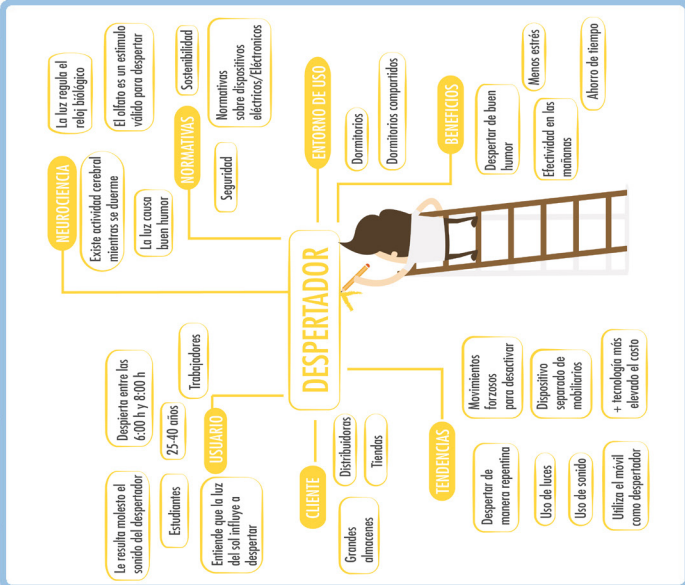 DESPERTADOR
USUARIO
Le resulta molesto el
sonido del despertador
Despierta entre las
6:00 h y 8:00 h
Estudiantes
25-40 años
Trabajadores
Entiende que la luz
del sol influye a
despertar
NEUROCIENCIA
La luz regula el
reloj biológico
Existe actividad cerebral
mientras se duerme
El olfato es un estimulo
válido para despertar
La luz causa
buen humor
NORMATIVAS
Sostenibilidad
Normativas
sobre dispositivos
eléctricos/Eléctronicos
Seguridad
ENTORNO DE USO
Dormitorios
Dormitorios compartidos
BENEFICIOS
Despertar de buen
humor
Menos estrés
Efectividad en las
mañanas
Ahorro de tiempo
CLIENTE
Distribuidoras
Tiendas
Grandes
almacenes
TENDENCIAS
Despertar de
manera repentina
Movimientos
forzosos
para desactivar
Uso de luces
Dispositivo
separado de
mobiliarios
Uso de sonido
Utiliza el móvil
como despertador
+ tecnología más
elevado el costo